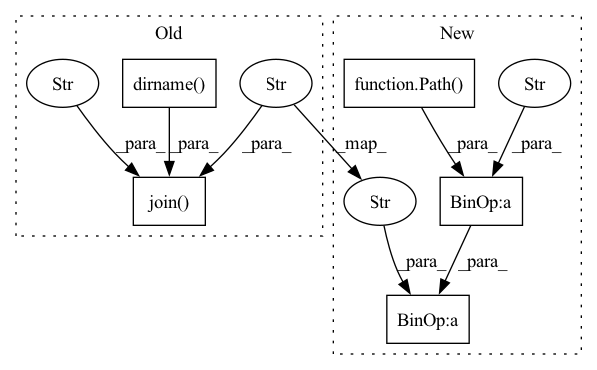 Old
New
Str
dirname()
Str
function.Path()
Str
_para_
_para_
_para_
_map_
_para_
_para_
join()
Str
BinOp:a
_para_
_para_
BinOp:a